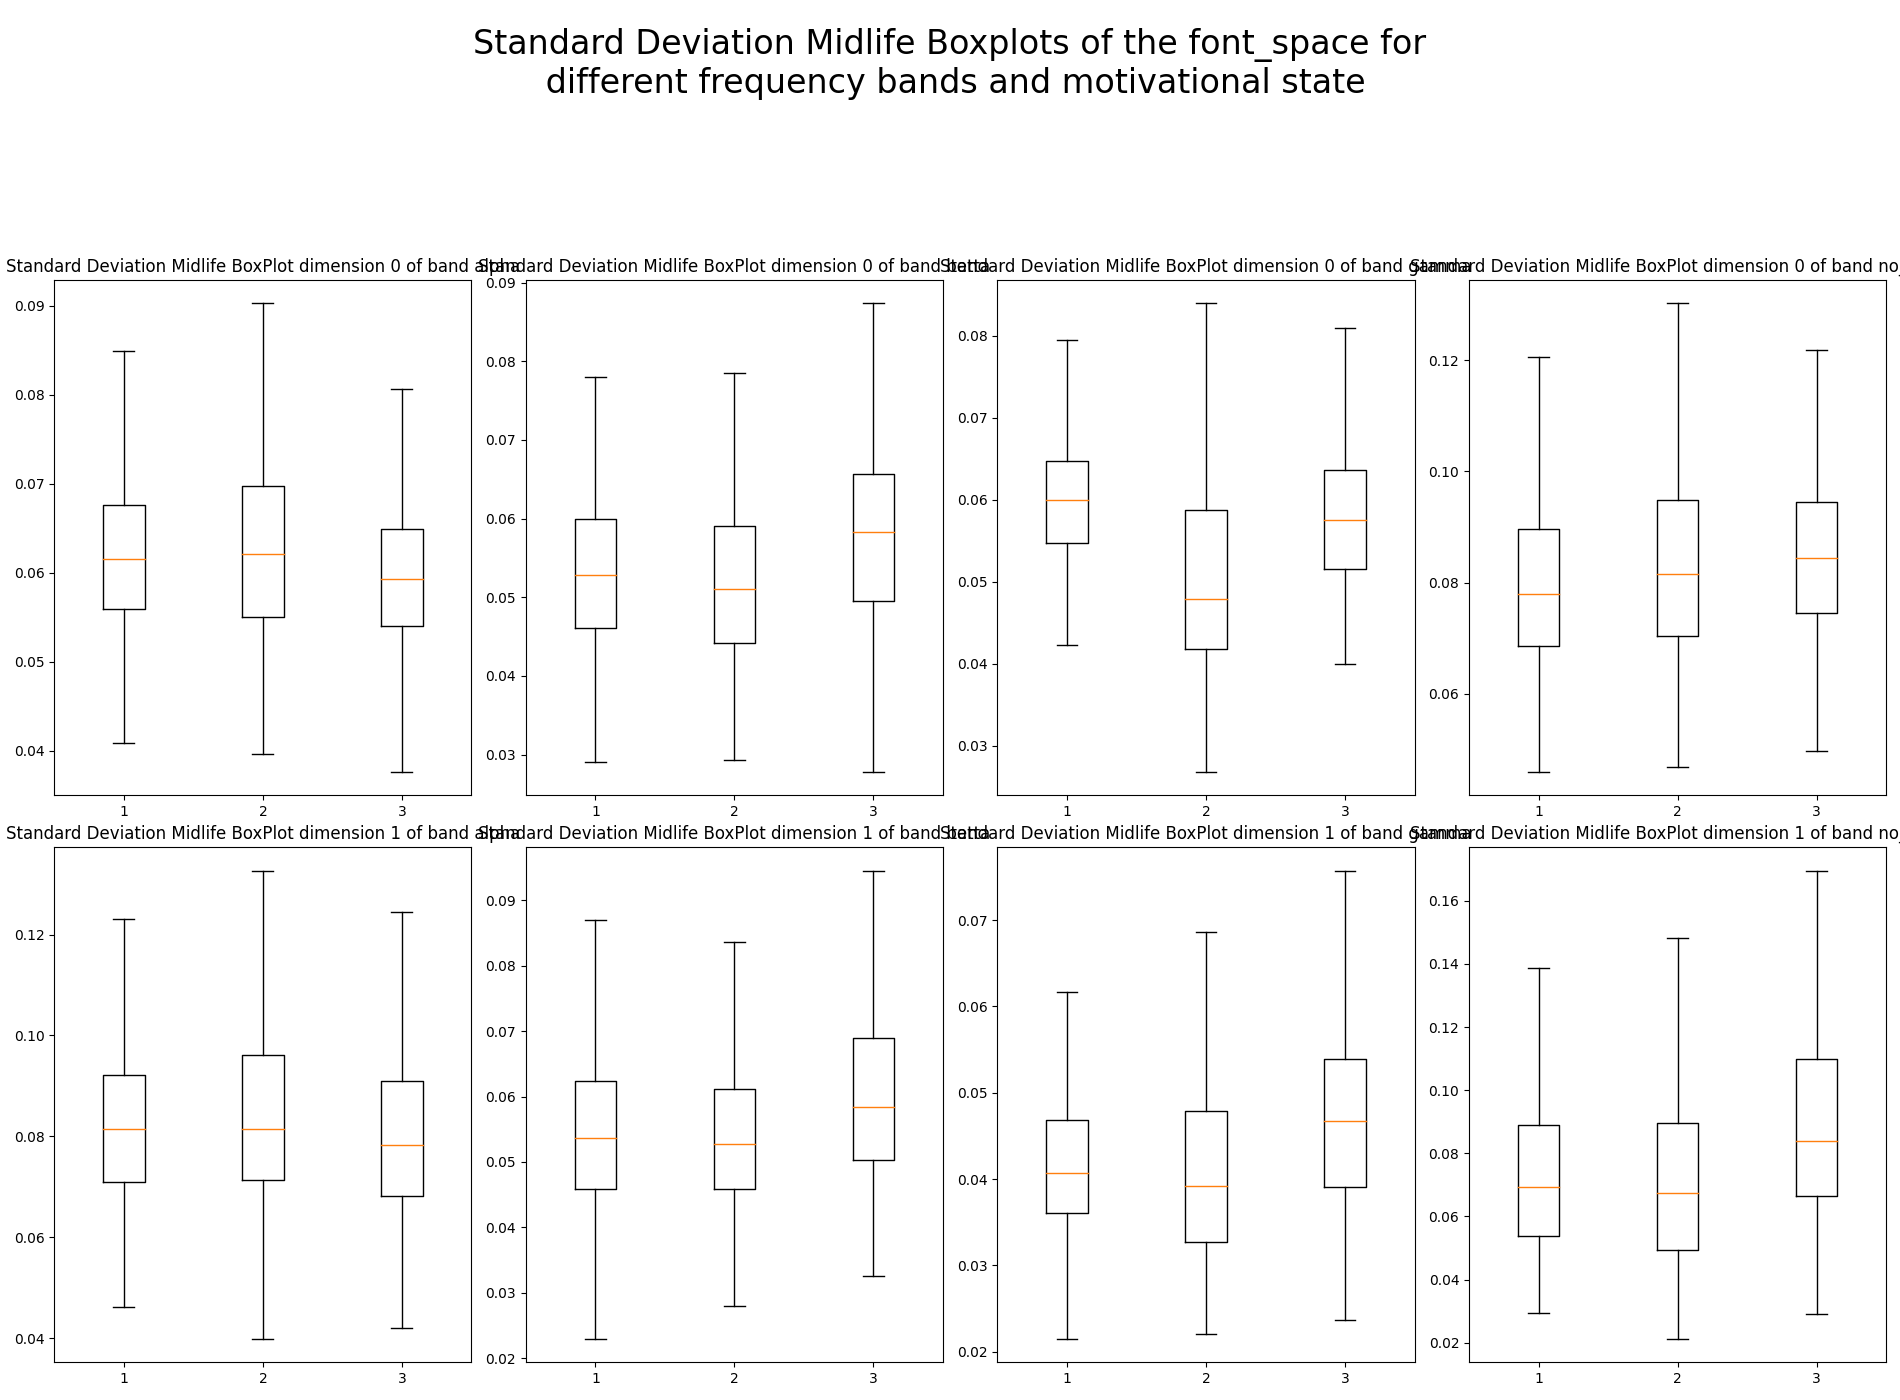 Standard Deviation Midlife Boxplots of the font_space for
different frequency bands and motivational state
Standard Deviation Midlife BoxPlot dimension 0 of band alpha
0.09
0.08
0.07
0.06
0.05
0.04
1 2 3
Standard Deviation Midlife BoxPlot dimension 0 of band betta
0.09
0.08
0.07
0.06
0.05
0.04
0.03
1 2 3
Standard Deviation Midlife BoxPlot dimension 0 of band gamma
0.08
0.07
0.06
0.05
0.04
0.03
1 2 3
Standard Deviation Midlife BoxPlot dimension 0 of band no_
0.12
0.10
0.08
0.06
1 2 3
Standard Deviation Midlife BoxPlot dimension 1 of band alpha
0.12
0.10
0.08
0.06
0.04
1 2 3
Standard Deviation Midlife BoxPlot dimension 1 of band betta
0.09
0.08
0.07
0.06
0.05
0.04
0.03
0.02
1 2 3
Standard Deviation Midlife BoxPlot dimension 1 of band gamma
0.07
0.06
0.05
0.04
0.03
0.02
1 2 3
Standard Deviation Midlife BoxPlot dimension 1 of band no_
0.16
0.14
0.12
0.10
0.08
0.06
0.04
0.02
1 2 3